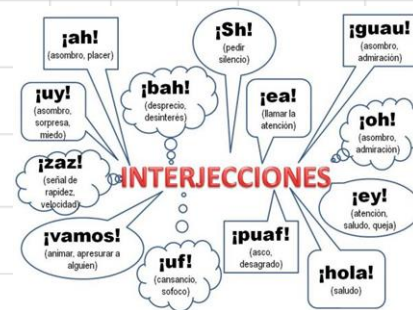 ¡ah!
(asombro, placer)
¡Sh!
(pedir
silencio)
¡guau!
(asombro,
admiración)
¡uy!
(asombro,
sorpresa,
miedo)
¡bah!
(desprecio,
desinterés)
¡ea!
(llamar la
atención)
¡oh!
(asombro,
admiración)
¡zaz!
(señal de
rapidez,
velocidad)
INTERJECCIONES
¡ey!
(atención,
saludo, queja)
¡vamos!
(animar, apresurar a
alguien)
¡uf!
(cansancio,
sofoco)
¡puaf!
(asco,
desagrado)
¡hola!
(saludo)